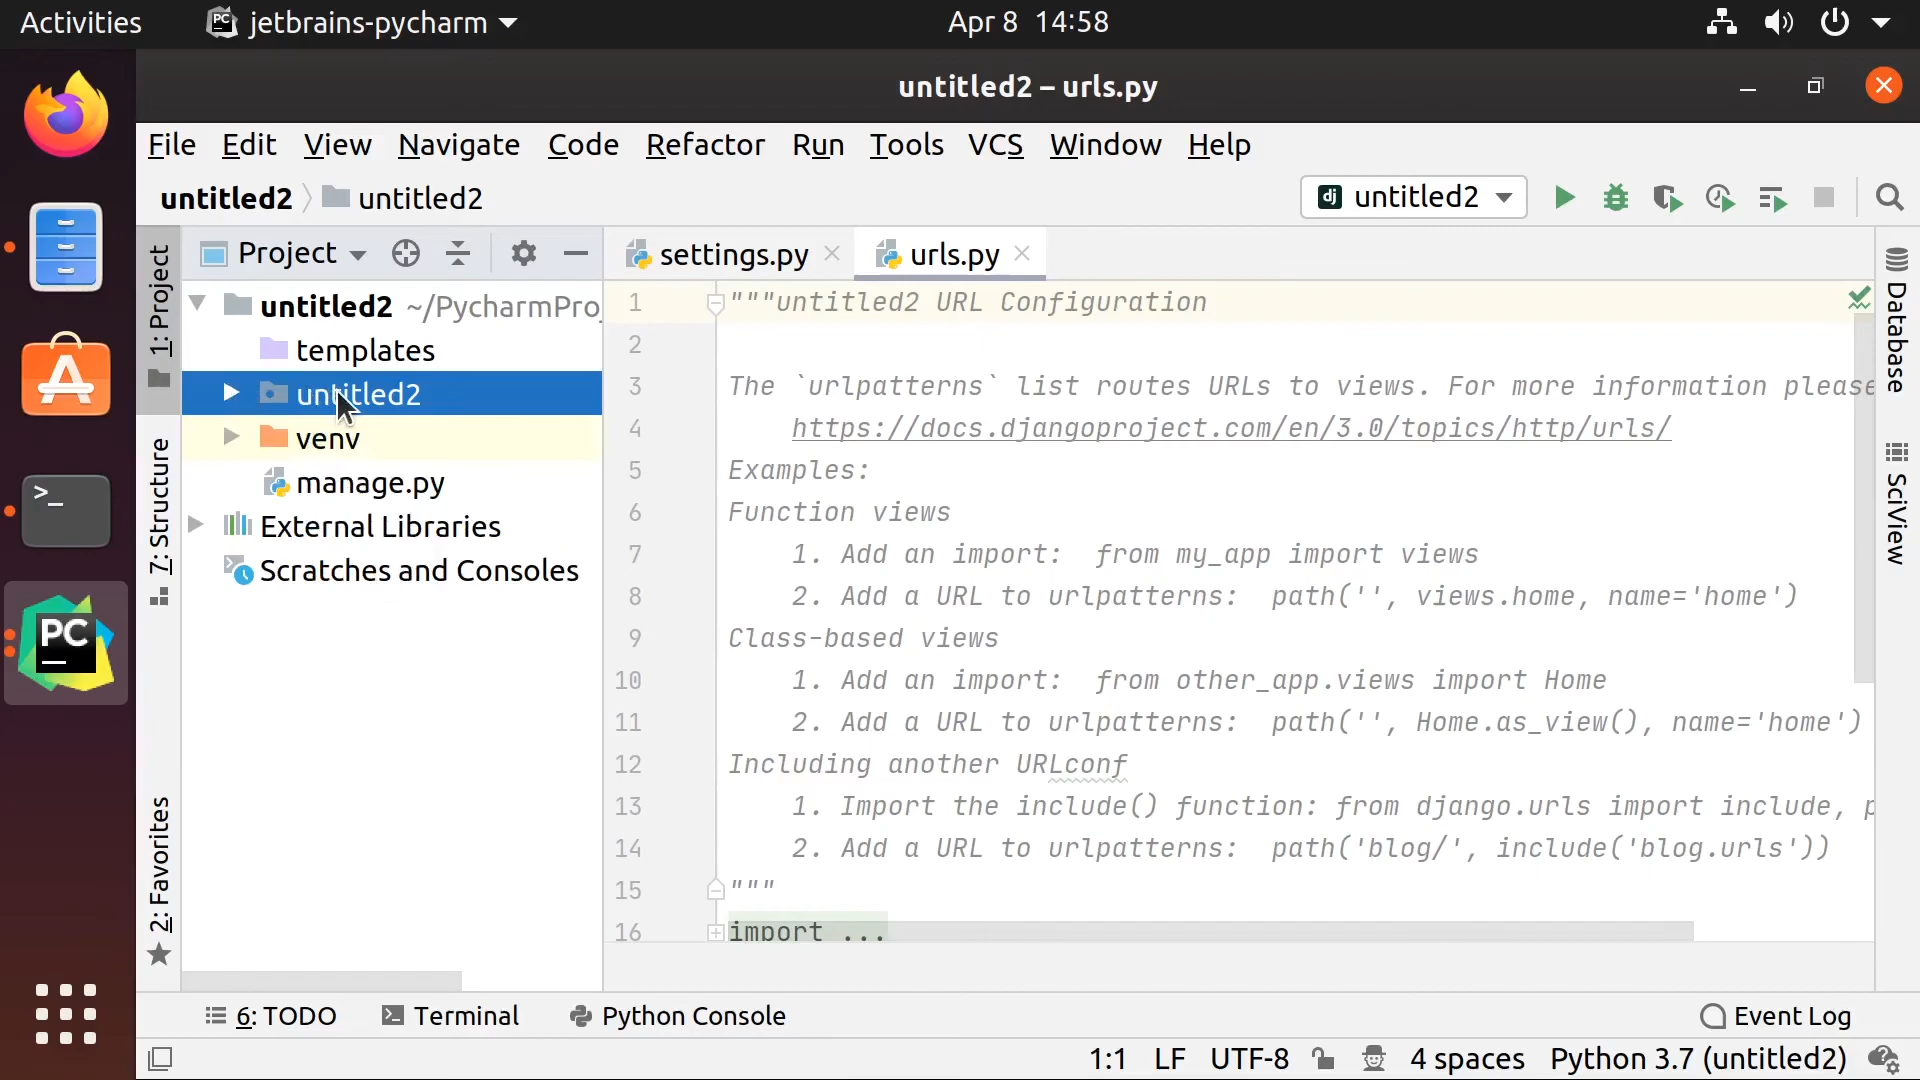 Activities jetbrains-pycharm Apr 8 14:58
untitled2 – urls.py
File Edit View Navigate Code Refactor Run Tools VCS Window Help
untitled2 untitled2 dj untitled2
1: Project
7: Structure
2: Favorites
Project
untitled2 ~/PycharmPro
templates
untitled2
venv
manage.py
External Libraries
Scratches and Consoles
settings.py urls.py
1 """untitled2 URL Configuration
2
3 The `urlpatterns` list routes URLs to views. For more information please
4 https://docs.djangoproject.com/en/3.0/topics/http/urls/
5 Examples:
6 Function views
7 1. Add an import:  from my_app import views
8 2. Add a URL to urlpatterns:  path('', views.home, name='home')
9 Class-based views
10 1. Add an import:  from other_app.views import Home
11 2. Add a URL to urlpatterns:  path('', Home.as_view(), name='home')
12 Including another URLconf
13 1. Import the include() function: from django.urls import include, p
14 2. Add a URL to urlpatterns:  path('blog/', include('blog.urls'))
15 """
16 import ...
Database
SciView
PC
6: TODO Terminal Python Console Event Log
1:1 LF UTF-8 4 spaces Python 3.7 (untitled2)